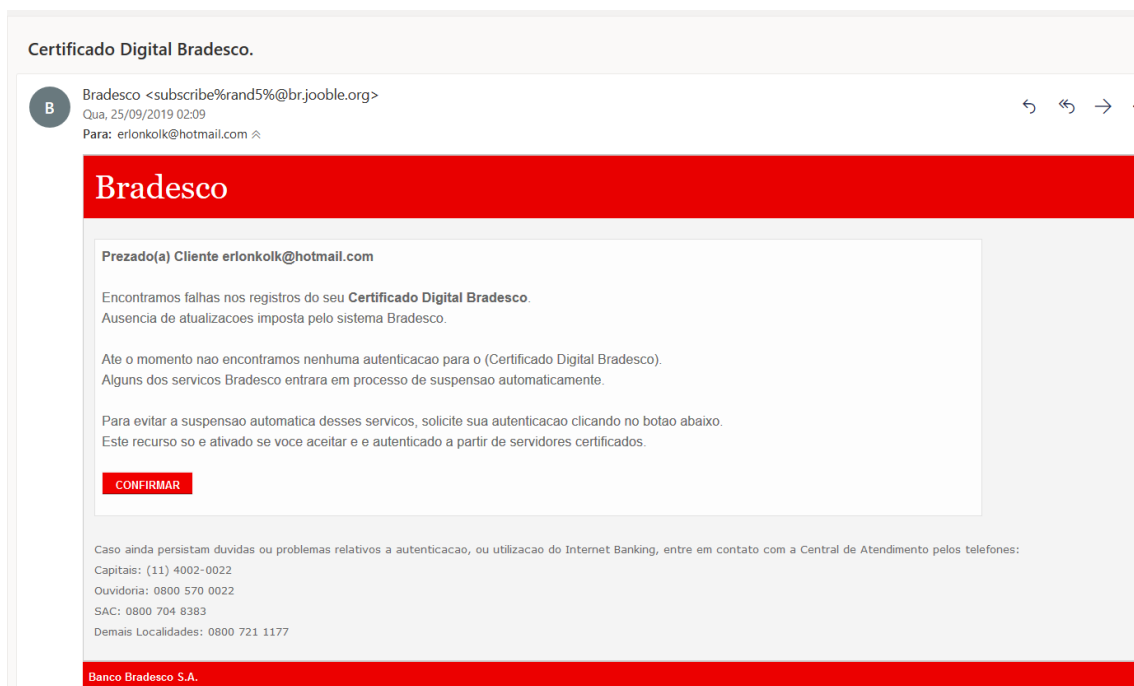 Certificado Digital Bradesco.
B
Bradesco <subscribe%rand5%@br.jooble.org>
Qua, 25/09/2019 02:09
Para: erlonkolk@hotmail.com
Bradesco
Prezado(a) Cliente erlonkolk@hotmail.com
Encontramos falhas nos registros do seu Certificado Digital Bradesco.
Ausencia de atualizacoes imposta pelo sistema Bradesco.
Ate o momento nao encontramos nenhuma autenticacao para o (Certificado Digital Bradesco).
Alguns dos servicos Bradesco entrara em processo de suspensao automaticamente.
Para evitar a suspensao automatica desses servicos, solicite sua autenticacao clicando no botao abaixo.
Este recurso so e ativado se voce aceitar e e autenticado a partir de servidores certificados.
CONFIRMAR
Caso ainda persistam duvidas ou problemas relativos a autenticacao, ou utilizacao do Internet Banking, entre em contato com a Central de Atendimento pelos telefones:
Capitais: (11) 4002-0022
Ouvidoria: 0800 570 0022
SAC: 0800 704 8383
Demais Localidades: 0800 721 1177
Banco Bradesco S.A.